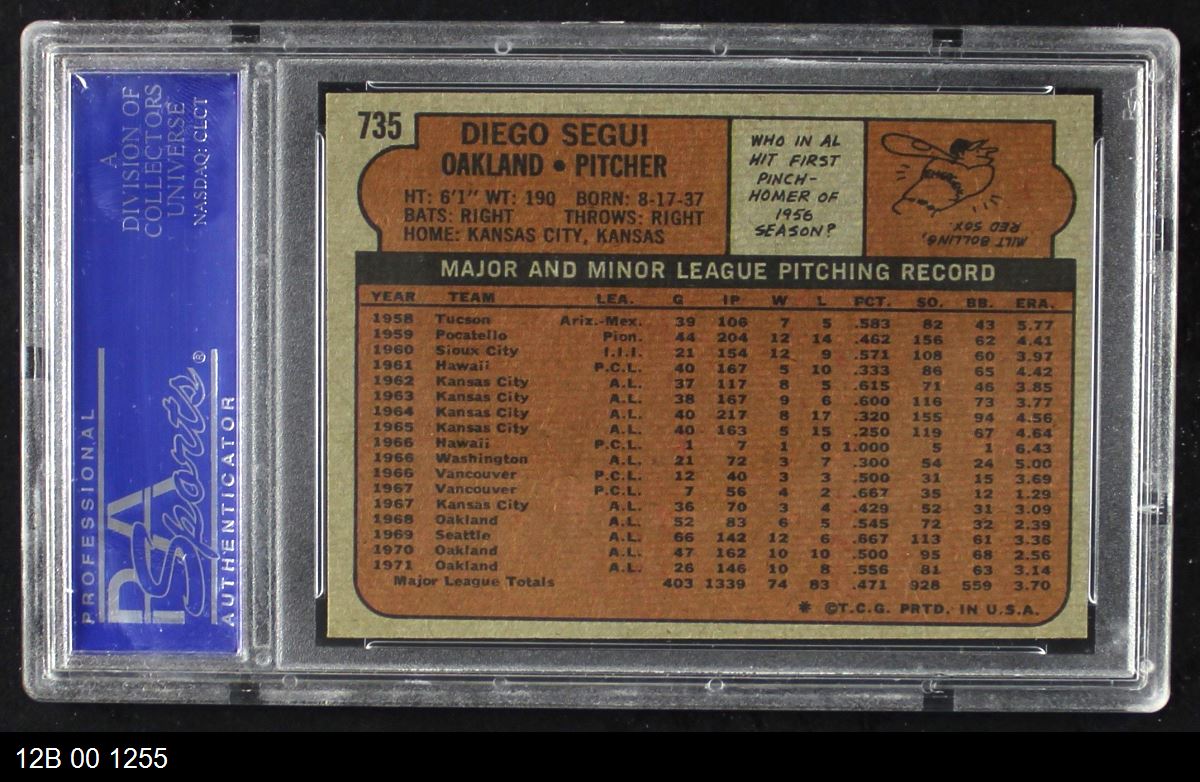 A
DIVISION OF
COLLECTORS
UNIVERSE
NASDAQ: CLCT
PROFESSIONAL
PSA
Sports®
AUTHENTICATOR
735
DIEGO SEGUI
OAKLAND • PITCHER
HT: 6'1" WT: 190 BORN: 8-17-37
BATS: RIGHT THROWS: RIGHT
HOME: KANSAS CITY, KANSAS
WHO IN AL
HIT FIRST
PINCH-
HOMER OF
1956
SEASON?
MILT BOLLING,
RED SOX
MAJOR AND MINOR LEAGUE PITCHING RECORD
YEAR TEAM LEA. G IP W L PCT. SO. BB. ERA.
1958 Tucson Ariz.-Mex. 39 106 7 5 .583 82 43 5.77
1959 Pocatello Pion. 44 204 12 14 .462 156 62 4.41
1960 Sioux City I.I.I. 21 154 12 9 .571 108 60 3.97
1961 Hawaii P.C.L. 40 167 5 10 .333 86 65 4.42
1962 Kansas City A.L. 37 117 8 5 .615 71 46 3.85
1963 Kansas City A.L. 38 167 9 6 .600 116 73 3.77
1964 Kansas City A.L. 40 217 8 17 .320 155 94 4.56
1965 Kansas City A.L. 40 163 5 15 .250 119 67 4.64
1966 Hawaii P.C.L. 1 7 1 0 1.000 5 1 6.43
1966 Washington A.L. 21 72 3 7 .300 54 24 5.00
1966 Vancouver P.C.L. 12 40 3 3 .500 31 15 3.69
1967 Vancouver P.C.L. 7 56 4 2 .667 35 12 1.29
1967 Kansas City A.L. 36 70 3 4 .429 52 31 3.09
1968 Oakland A.L. 52 83 6 5 .545 72 32 2.39
1969 Seattle A.L. 66 142 12 6 .667 113 61 3.36
1970 Oakland A.L. 47 162 10 10 .500 95 68 2.56
1971 Oakland A.L. 26 146 10 8 .556 81 63 3.14
Major League Totals 403 1339 74 83 .471 928 559 3.70
* ©T.C.G. PRTD. IN U.S.A.
12B 00 1255